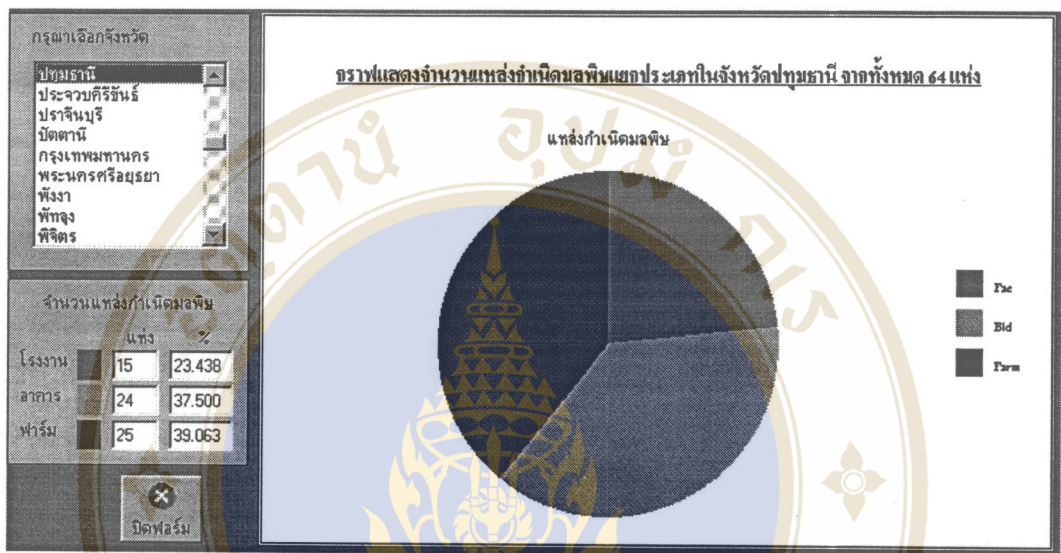 กรุณาเลือกจังหวัด
ปทุมธานี
ประจวบคีรีขันธ์
ปราจีนบุรี
ปัตตานี
กรุงเทพมหานคร
พระนครศรีอยุธยา
พังงา
พัทลุง
พิจิตร
จำนวนแหล่งกำเนิดมลพิษ
แห่ง %
โรงงาน 15 23.438
อาคาร 24 37.500
ฟาร์ม 25 39.063
ปิดฟอร์ม
กราฟแสดงจำนวนแหล่งกำเนิดมลพิษแยกประเภทในจังหวัดปทุมธานี จากทั้งหมด 64 แห่ง
แหล่งกำเนิดมลพิษ
Fac
Bld
Farm